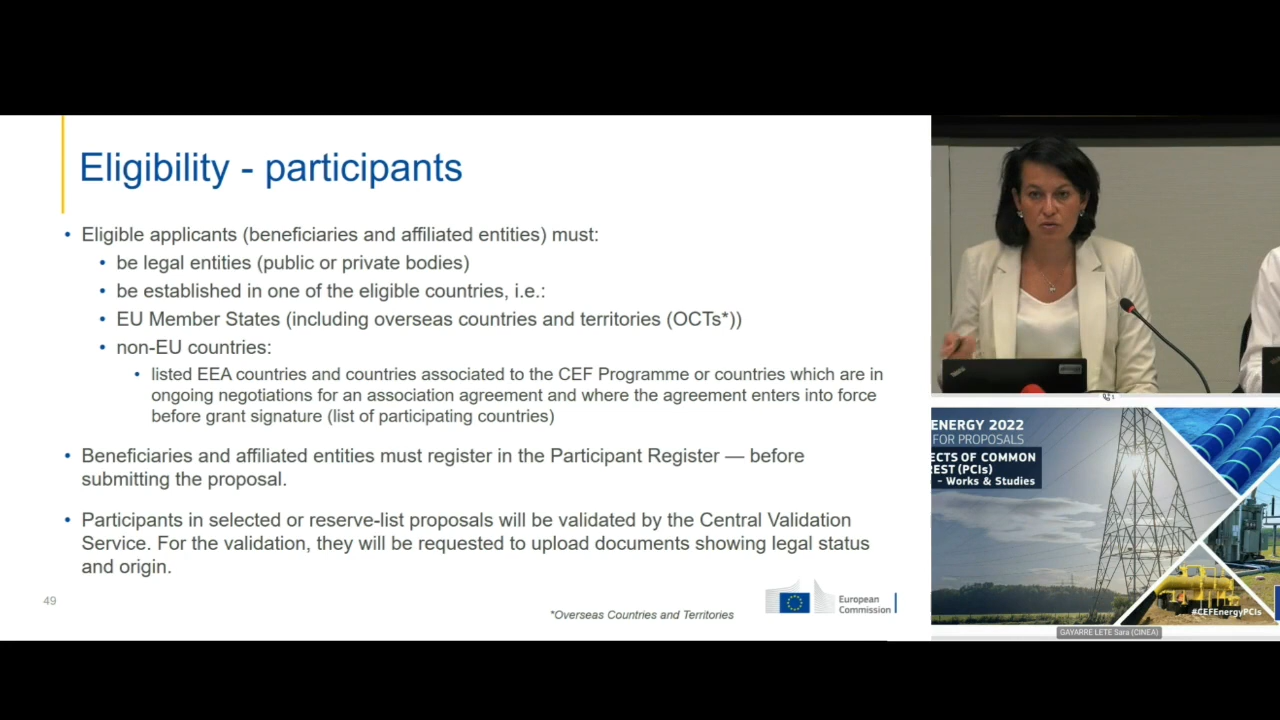 Eligibility - participants
• Eligible applicants (beneficiaries and affiliated entities) must:
• be legal entities (public or private bodies)
• be established in one of the eligible countries, i.e.:
• EU Member States (including overseas countries and territories (OCTs*))
• non-EU countries:
• listed EEA countries and countries associated to the CEF Programme or countries which are in
ongoing negotiations for an association agreement and where the agreement enters into force
before grant signature (list of participating countries)
• Beneficiaries and affiliated entities must register in the Participant Register — before
submitting the proposal.
• Participants in selected or reserve-list proposals will be validated by the Central Validation
Service. For the validation, they will be requested to upload documents showing legal status
and origin.
49
*Overseas Countries and Territories
European
Commission
ENERGY 2022
FOR PROPOSALS
ECTS OF COMMON
REST (PCIs)
- Works & Studies
#CEFEnergyPCIs
GAYARRE LETE Sara (CINEA)